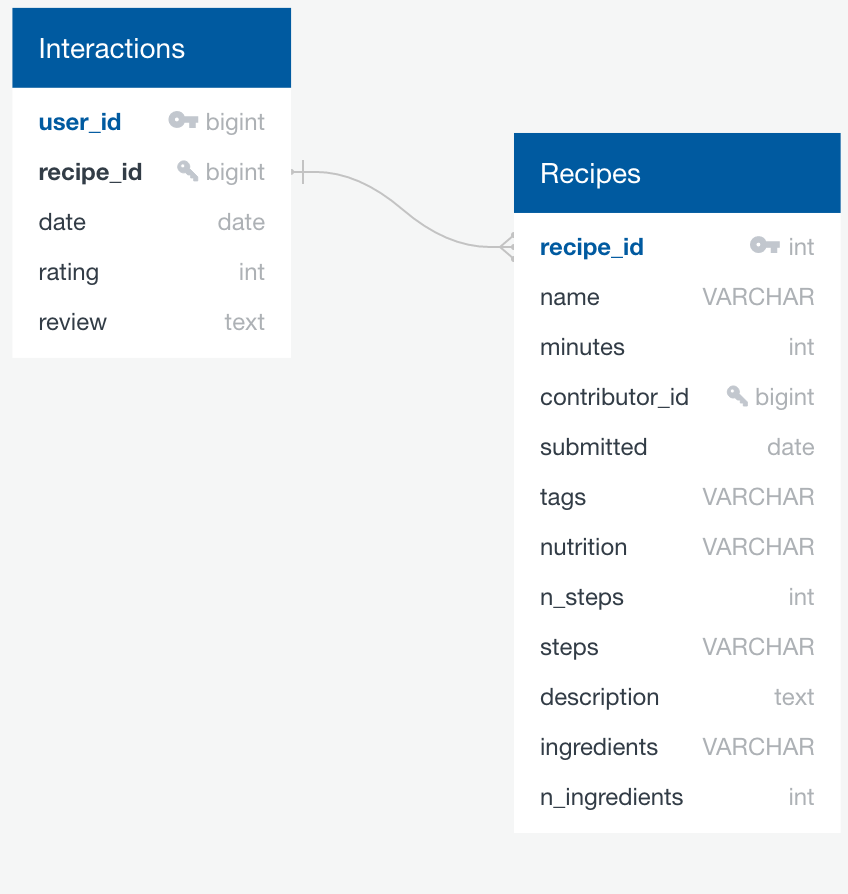 Interactions
user_id bigint
recipe_id bigint
date date
rating int
review text
Recipes
recipe_id int
name VARCHAR
minutes int
contributor_id bigint
submitted date
tags VARCHAR
nutrition VARCHAR
n_steps int
steps VARCHAR
description text
ingredients VARCHAR
n_ingredients int